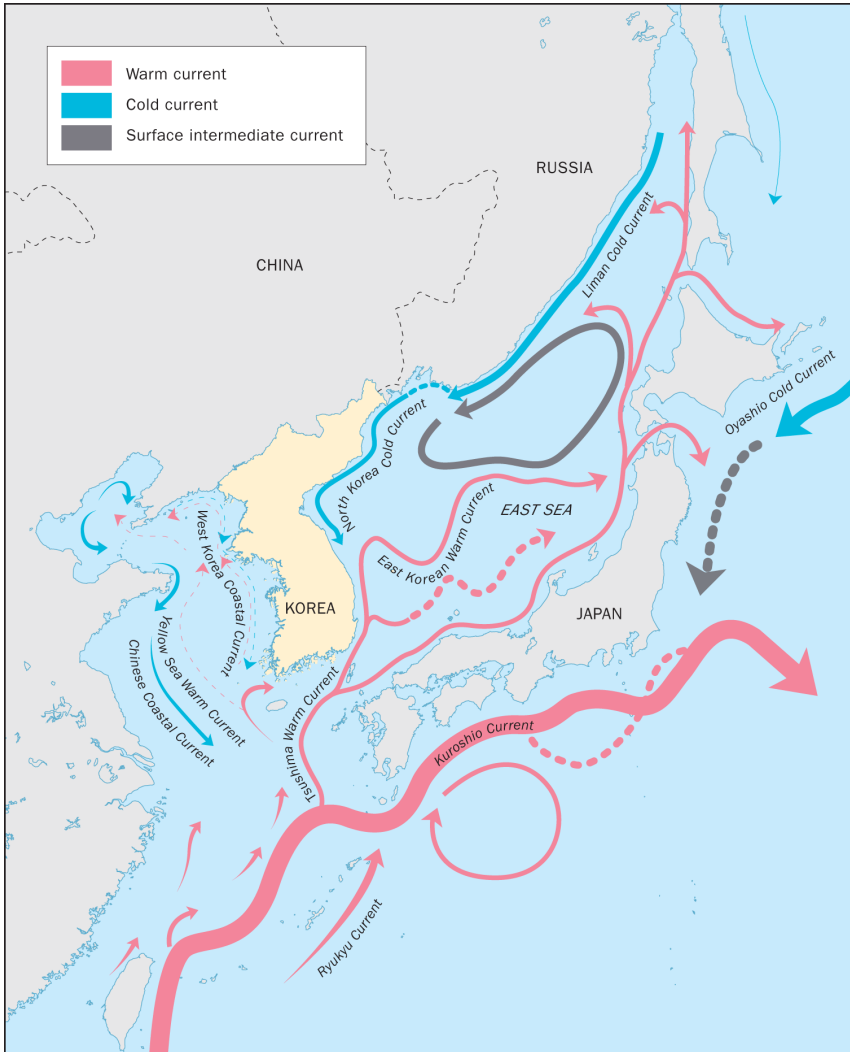 Warm current
Cold current
Surface intermediate current
RUSSIA
CHINA
Liman Cold Current
Oyashio Cold Current
North Korea Cold Current
EAST SEA
East Korean Warm Current
West Korea Coastal Current
KOREA
JAPAN
Yellow Sea Warm Current
Chinese Coastal Current
Tsushima Warm Current
Kuroshio Current
Ryukyu Current